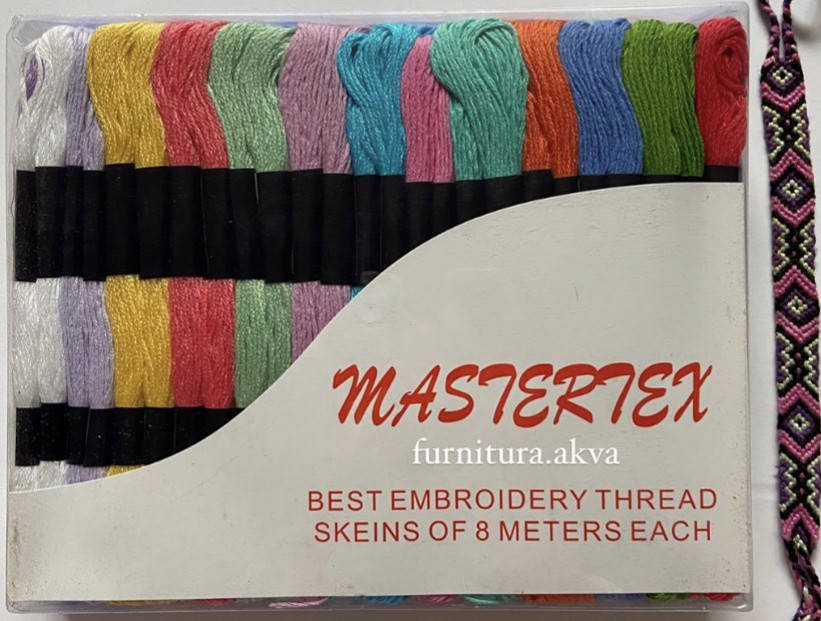 MASTERTEX
furnitura.akva
BEST EMBROIDERY THREAD
SKEINS OF 8 METERS EACH